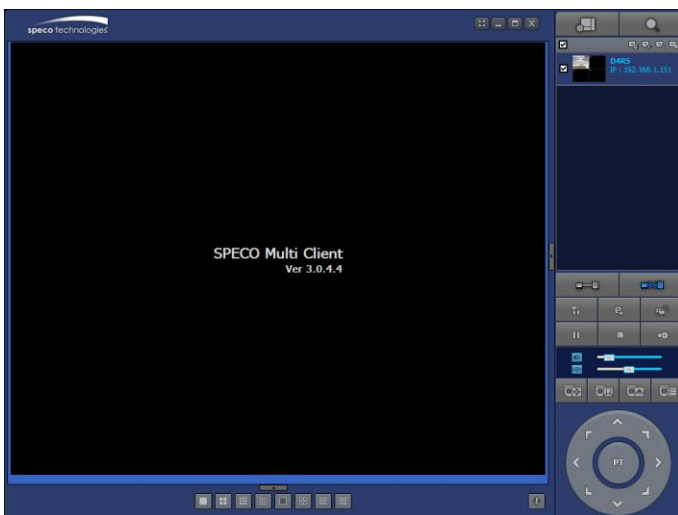 speco technologies
D4RS
IP : 192.168.1.151
SPECO Multi Client
Ver 3.0.4.4
PT